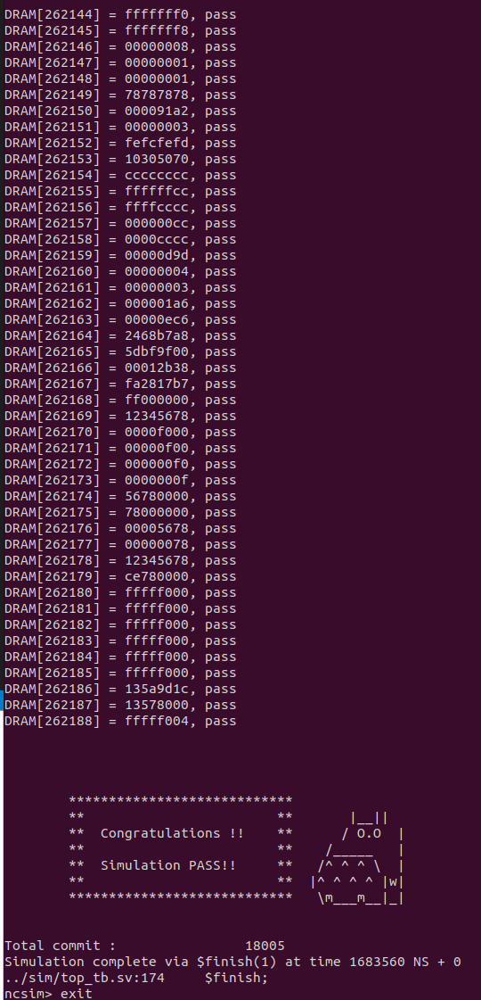 DRAM[262144] = fffffff0, pass
DRAM[262145] = fffffff8, pass
DRAM[262146] = 00000008, pass
DRAM[262147] = 00000001, pass
DRAM[262148] = 00000001, pass
DRAM[262149] = 78787878, pass
DRAM[262150] = 000091a2, pass
DRAM[262151] = 00000003, pass
DRAM[262152] = fefcfefd, pass
DRAM[262153] = 10305070, pass
DRAM[262154] = cccccccc, pass
DRAM[262155] = ffffffcc, pass
DRAM[262156] = ffffcccc, pass
DRAM[262157] = 000000cc, pass
DRAM[262158] = 0000cccc, pass
DRAM[262159] = 00000d9d, pass
DRAM[262160] = 00000004, pass
DRAM[262161] = 00000003, pass
DRAM[262162] = 000001a6, pass
DRAM[262163] = 00000ec6, pass
DRAM[262164] = 2468b7a8, pass
DRAM[262165] = 5dbf9f00, pass
DRAM[262166] = 00012b38, pass
DRAM[262167] = fa2817b7, pass
DRAM[262168] = ff000000, pass
DRAM[262169] = 12345678, pass
DRAM[262170] = 0000f000, pass
DRAM[262171] = 00000f00, pass
DRAM[262172] = 000000f0, pass
DRAM[262173] = 0000000f, pass
DRAM[262174] = 56780000, pass
DRAM[262175] = 78000000, pass
DRAM[262176] = 00005678, pass
DRAM[262177] = 00000078, pass
DRAM[262178] = 12345678, pass
DRAM[262179] = ce780000, pass
DRAM[262180] = fffff000, pass
DRAM[262181] = fffff000, pass
DRAM[262182] = fffff000, pass
DRAM[262183] = fffff000, pass
DRAM[262184] = fffff000, pass
DRAM[262185] = fffff000, pass
DRAM[262186] = 135a9d1c, pass
DRAM[262187] = 13578000, pass
DRAM[262188] = fffff004, pass
        ****************************
        **                        **       |__||
        **  Congratulations !!    **      / O.O  |
        **                        **    /_____   |
        **  Simulation PASS!!     **   /^ ^ ^ \  |
        **                        **  |^ ^ ^ ^ |w|
        ****************************   \m___m__|_|
Total commit :                18005
Simulation complete via $finish(1) at time 1683560 NS + 0
../sim/top_tb.sv:174     $finish;
ncsim> exit